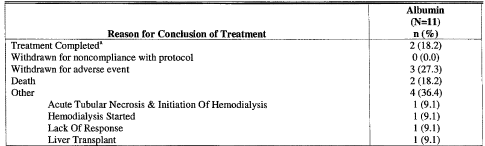 Albumin
(N=11)
Reason for Conclusion of Treatment n (%)
Treatment Completedᵃ 2 (18.2)
Withdrawn for noncompliance with protocol 0 (0.0)
Withdrawn for adverse event 3 (27.3)
Death 2 (18.2)
Other 4 (36.4)
Acute Tubular Necrosis & Initiation Of Hemodialysis 1 (9.1)
Hemodialysis Started 1 (9.1)
Lack Of Response 1 (9.1)
Liver Transplant 1 (9.1)